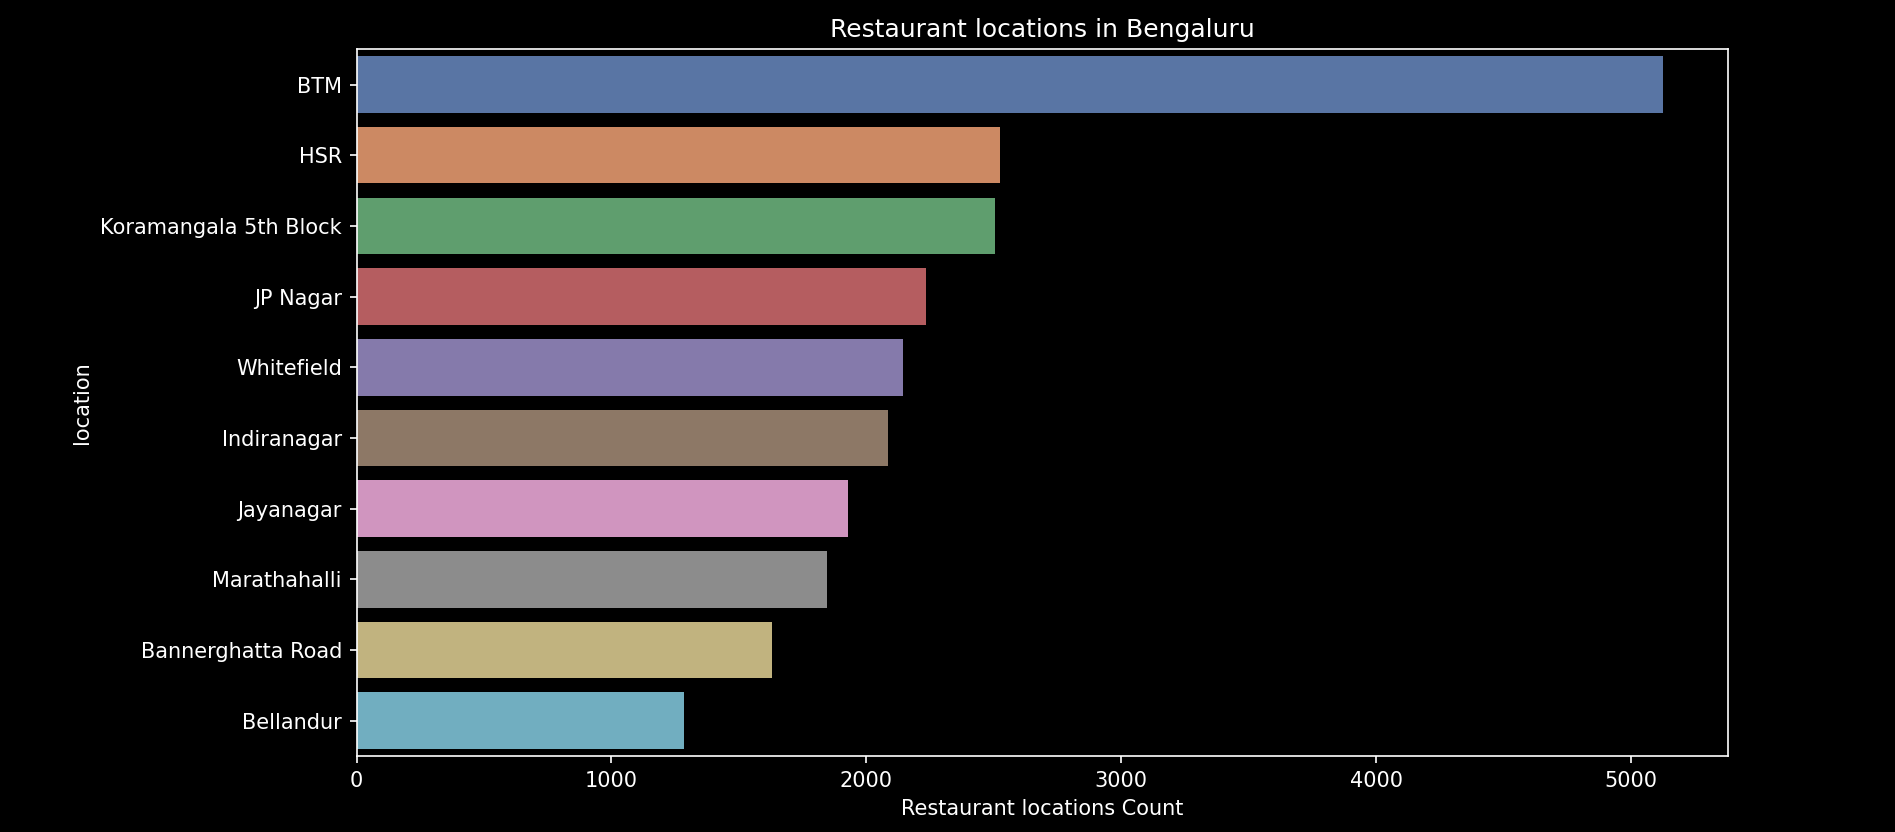 Restaurant locations in Bengaluru
BTM
HSR
Koramangala 5th Block
JP Nagar
Whitefield
Indiranagar
Jayanagar
Marathahalli
Bannerghatta Road
Bellandur
location
0 1000 2000 3000 4000 5000
Restaurant locations Count